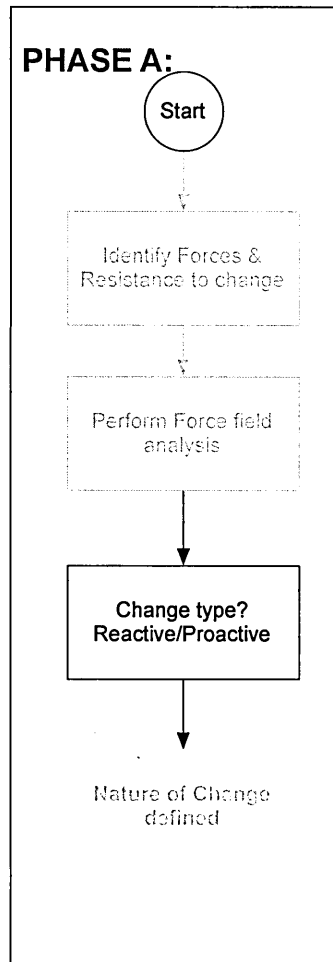 PHASE A:
Start
Identify Forces &
Resistance to change
Perform Force field
analysis
Change type?
Reactive/Proactive
Nature of Change
defined